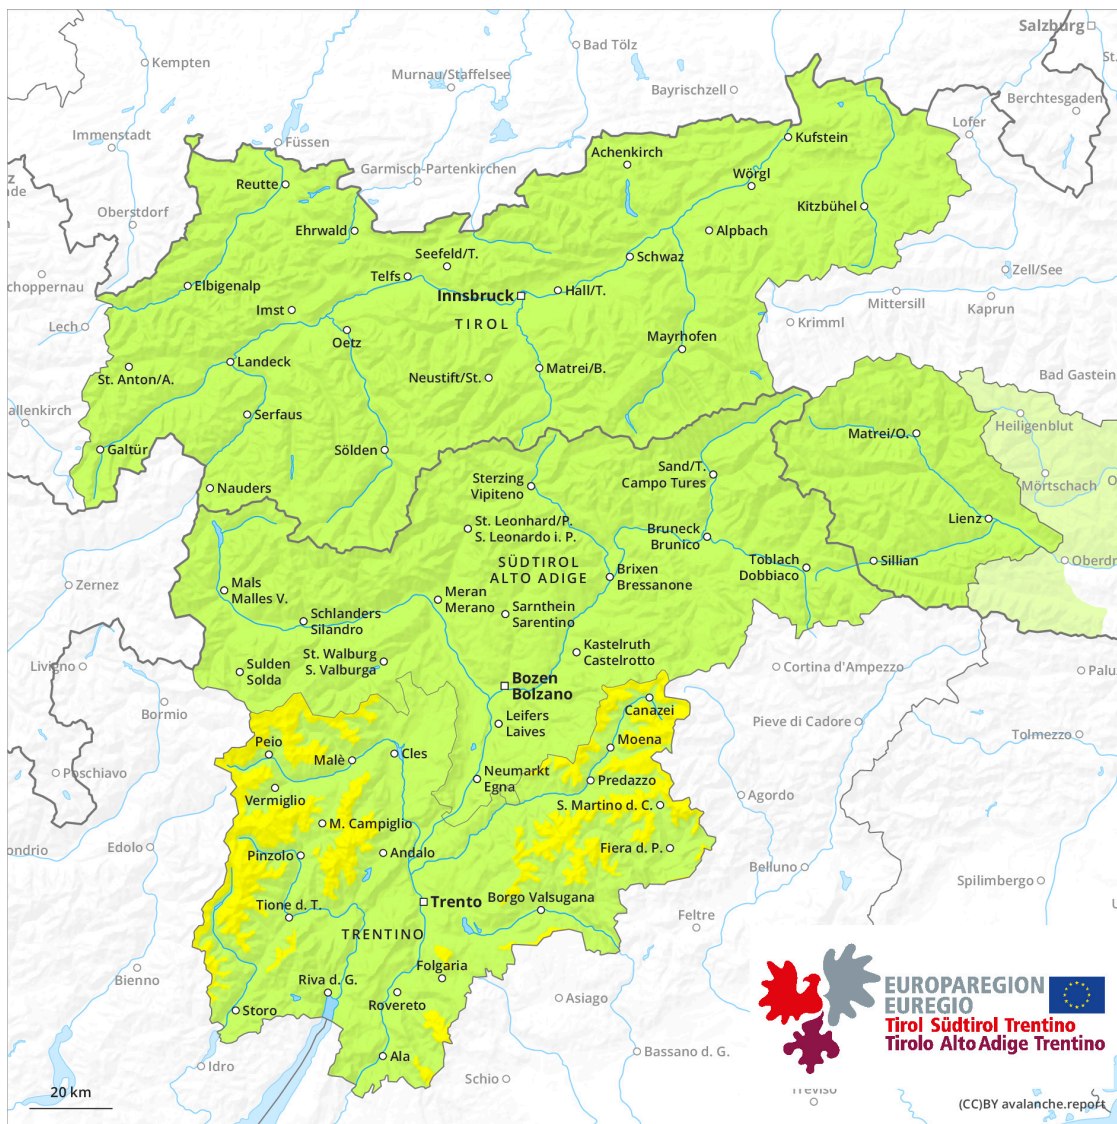 Salzburg
Bad Tölz
Kempten
Murnau/Staffelsee
Bayrischzell
Berchtesgaden
Lofer
Immenstadt
Füssen
Kufstein
Achenkirch
Garmisch-Partenkirchen
Wörgl
Reutte
Kitzbühel
Oberstdorf
Ehrwald
Alpbach
Seefeld/T.
Schwaz
Telfs
Zell/See
Elbigenalp
Innsbruck
Hall/T.
Mittersill
Kaprun
Imst
TIROL
Krimml
Lech
Oetz
Mayrhofen
Landeck
Matrei/B.
St. Anton/A.
Neustift/St.
Bad Gastein
Serfaus
Heiligenblut
Matrei/O.
Galtür
Sölden
Sand/T.
Campo Tures
Sterzing
Vipiteno
Mörtschach
Nauders
St. Leonhard/P.
S. Leonardo i. P.
Lienz
Bruneck
Brunico
SÜDTIROL
ALTO ADIGE
Toblach
Dobbiaco
Sillian
Brixen
Bressanone
Zernez
Mals
Malles V.
Meran
Merano
Sarnthein
Sarentino
Schlanders
Silandro
Kastelruth
Castelrotto
St. Walburg
S. Valburga
Livigno
Sulden
Solda
Cortina d'Ampezzo
Bozen
Bolzano
Bormio
Canazei
Leifers
Laives
Pieve di Cadore
Tolmezzo
Peio
Moena
Malè
Cles
Poschiavo
Neumarkt
Egna
Predazzo
Vermiglio
S. Martino d. C.
Agordo
M. Campiglio
Edolo
Fiera d. P.
Pinzolo
Andalo
Belluno
Spilimbergo
Tione d. T.
Trento
Borgo Valsugana
Feltre
TRENTINO
Folgaria
Bienno
Riva d. G.
Rovereto
Asiago
Storo
EUROPAREGION
EUREGIO
Tirol Südtirol Trentino
Tirolo Alto Adige Trentino
Ala
Bassano d. G.
Idro
Schio
20 km
Treviso
(CC)BY avalanche.report